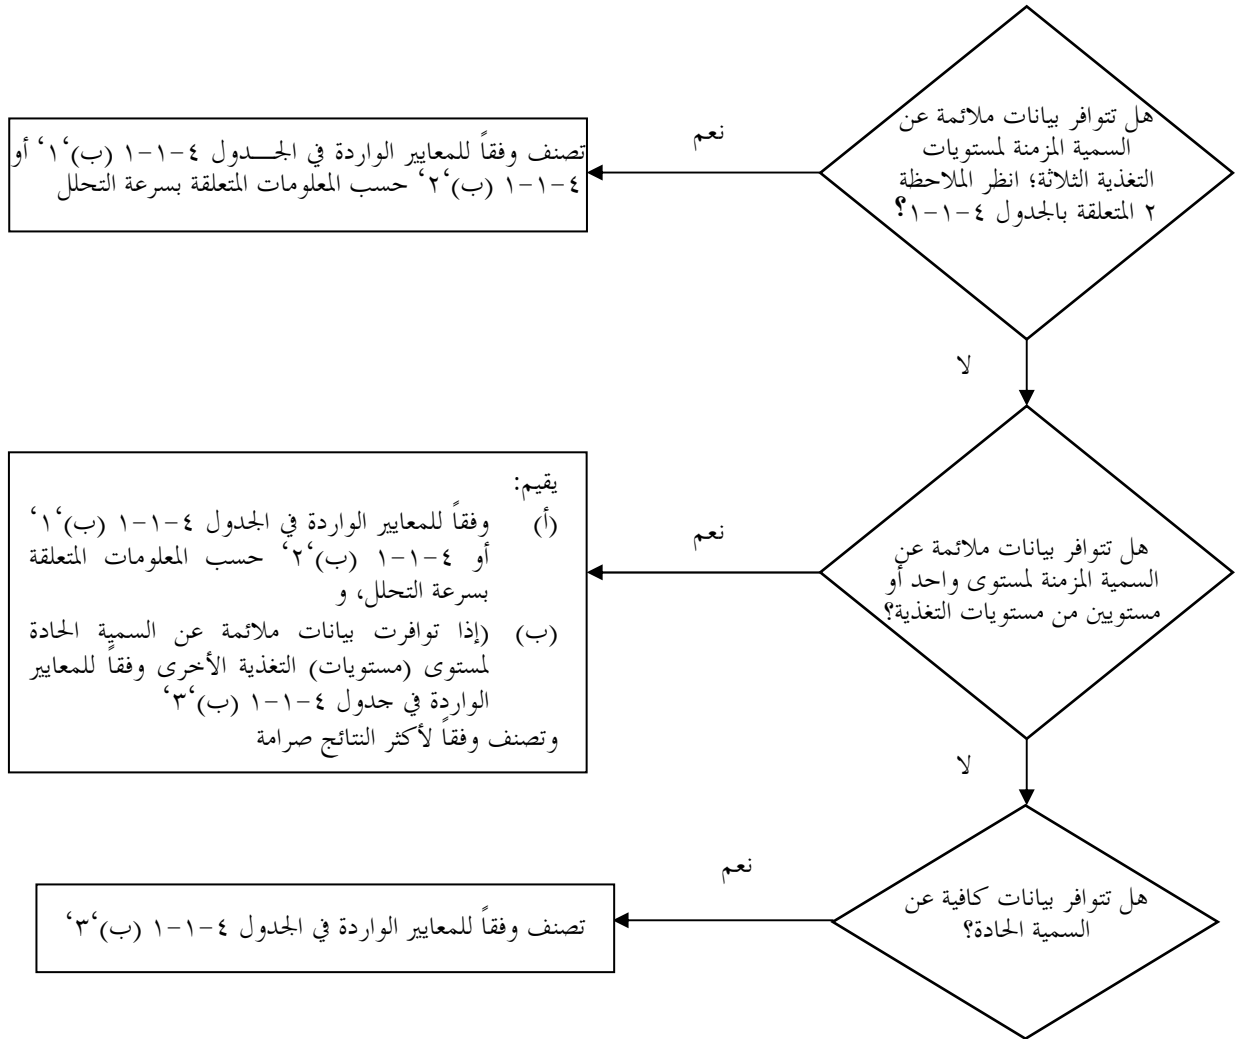 هل تتوافر بيانات ملائمة عن
السمية المزمنة لمستويات
التغذية الثلاثة؛ انظر الملاحظة
٢ المتعلقة بالجدول ٤-١-١؟
نعم
تصنف وفقاً للمعايير الواردة في الجـــدول ٤-١-١ (ب)‘١‘ أو
٤-١-١ (ب)‘٢‘ حسب المعلومات المتعلقة بسرعة التحلل
لا
هل تتوافر بيانات ملائمة عن
السمية المزمنة لمستوى واحد أو
مستويين من مستويات التغذية؟
نعم
يقيم:
(أ) وفقاً للمعايير الواردة في الجدول ٤-١-١ (ب)‘١‘
أو ٤-١-١ (ب)‘٢‘ حسب المعلومات المتعلقة
بسرعة التحلل، و
(ب) (إذا توافرت بيانات ملائمة عن السمية الحادة
لمستوى (مستويات) التغذية الأخرى وفقاً للمعايير
الواردة في جدول ٤-١-١ (ب)‘٣‘
وتصنف وفقاً لأكثر النتائج صرامة
لا
هل تتوافر بيانات كافية عن
السمية الحادة؟
نعم
تصنف وفقاً للمعايير الواردة في الجدول ٤-١-١ (ب)‘٣‘